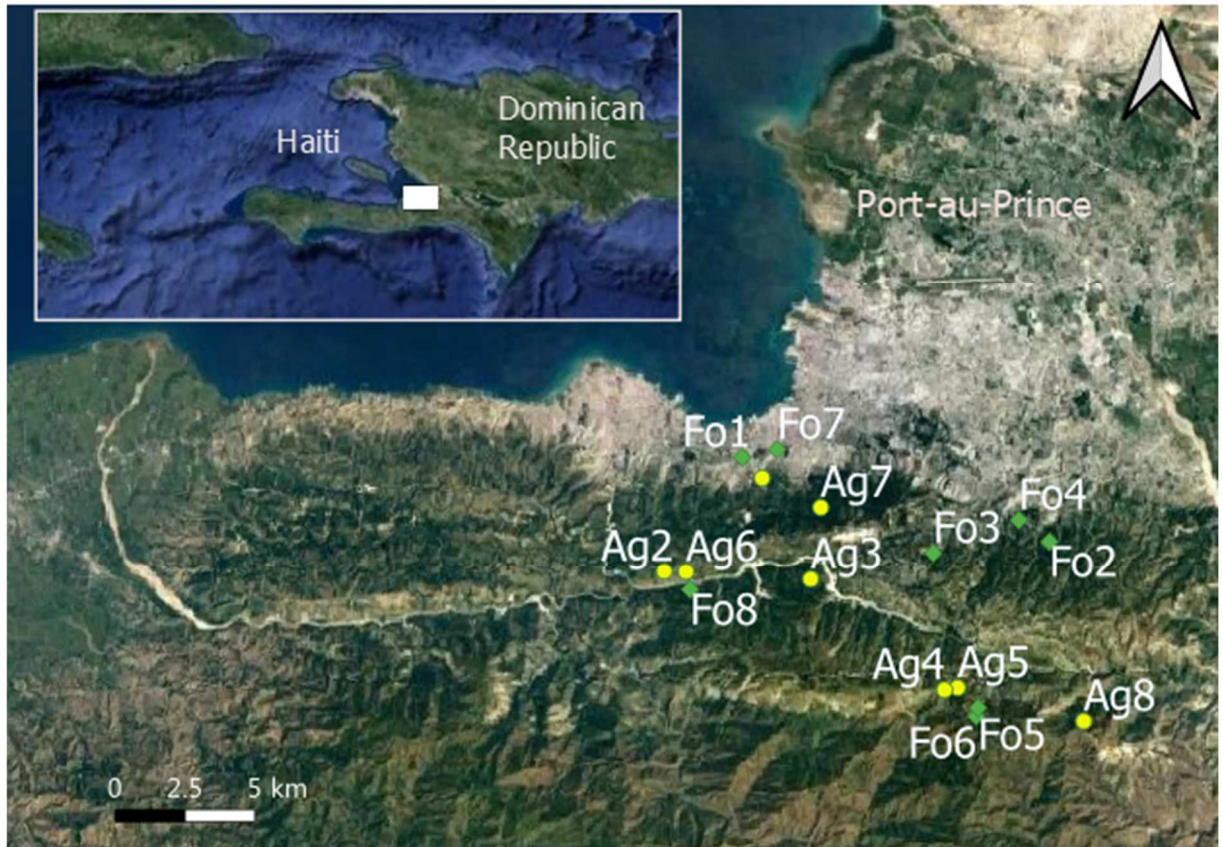 Haiti
Dominican
Republic
Port-au-Prince
Fo1
Fo7
Ag7
Fo4
Fo3
Fo2
Ag2
Ag6
Ag3
Fo8
Ag4
Ag5
Ag8
Fo6
Fo5
0 2.5 5 km